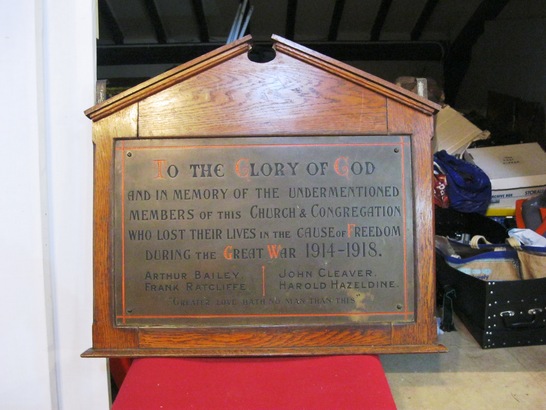 To the Glory of God
and in memory of the undermentioned
members of this Church & Congregation
who lost their lives in the cause of Freedom
during the Great War 1914-1918.
Arthur Bailey. John Cleaver.
Frank Ratcliffe Harold Hazeldine.
"Greater love hath no man than this"